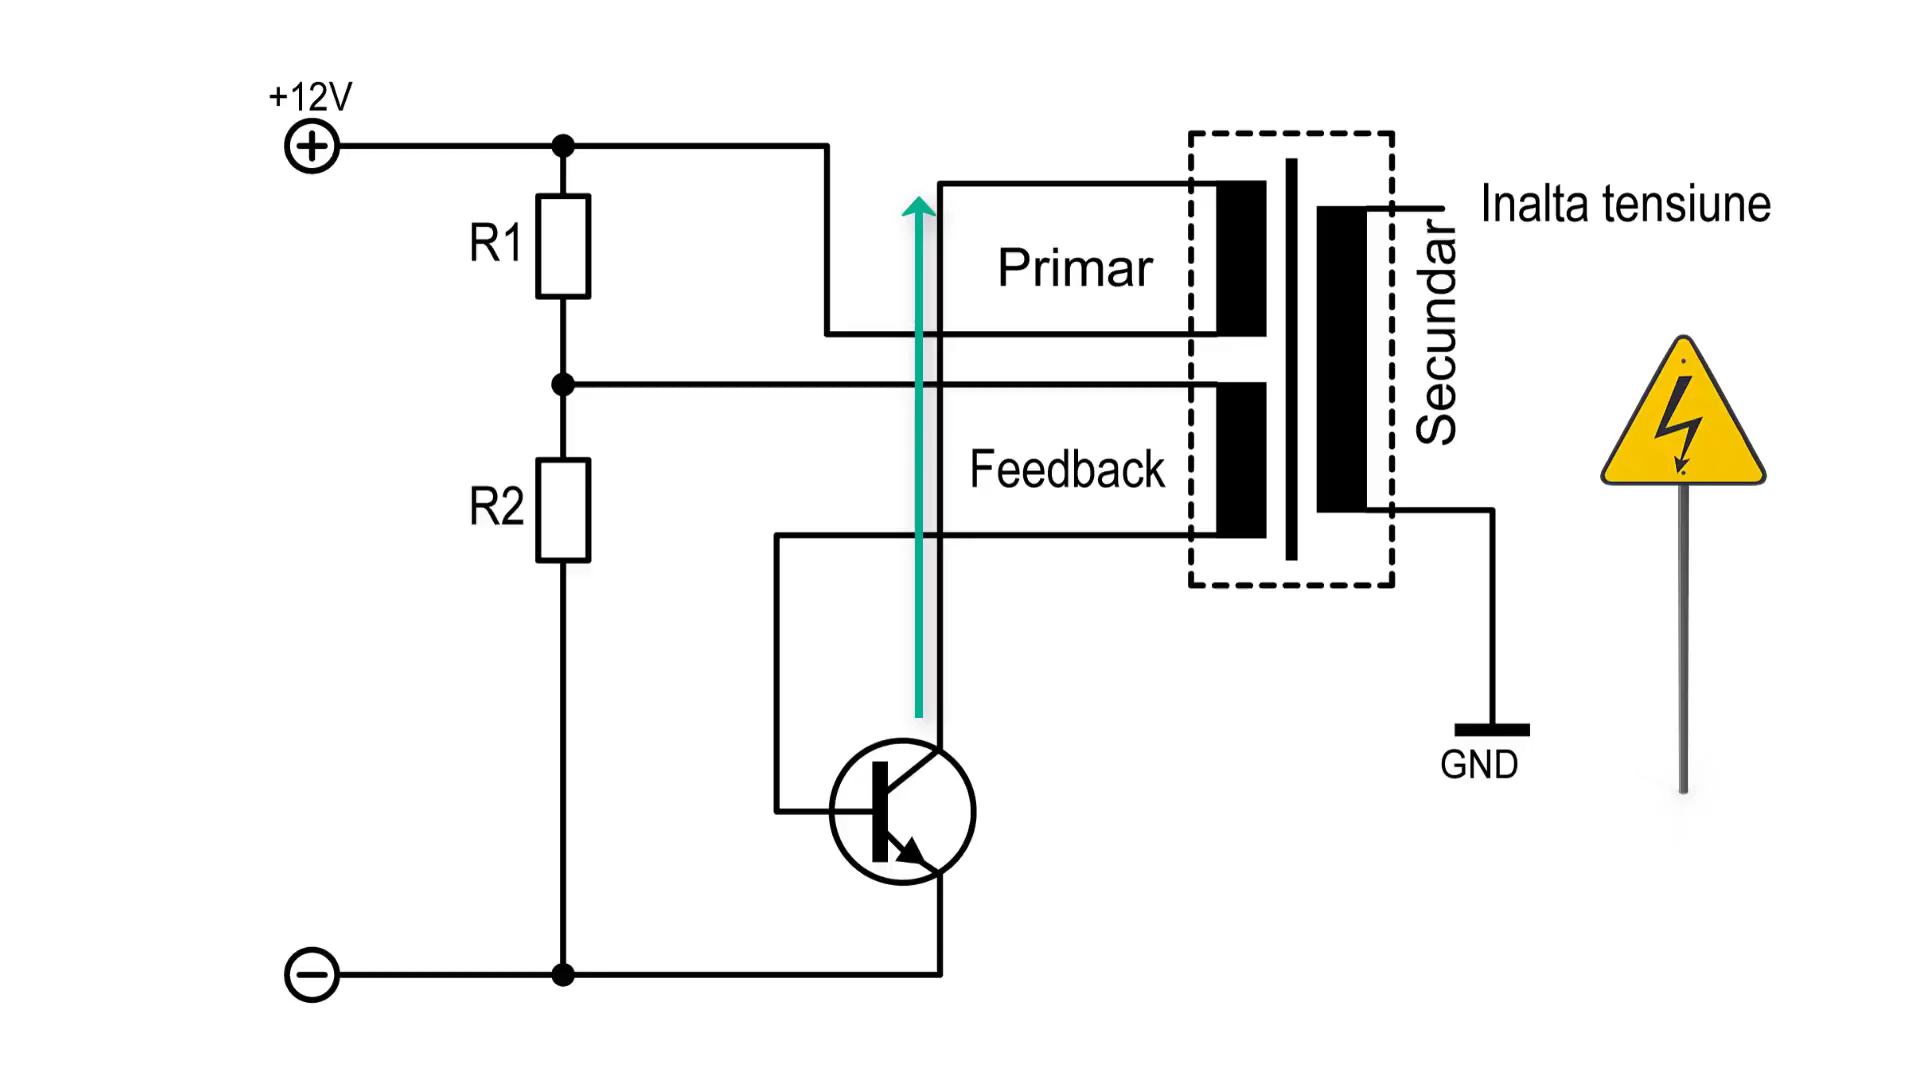 +12V
R1
Primar
Inalta tensiune
Secundar
Feedback
R2
GND